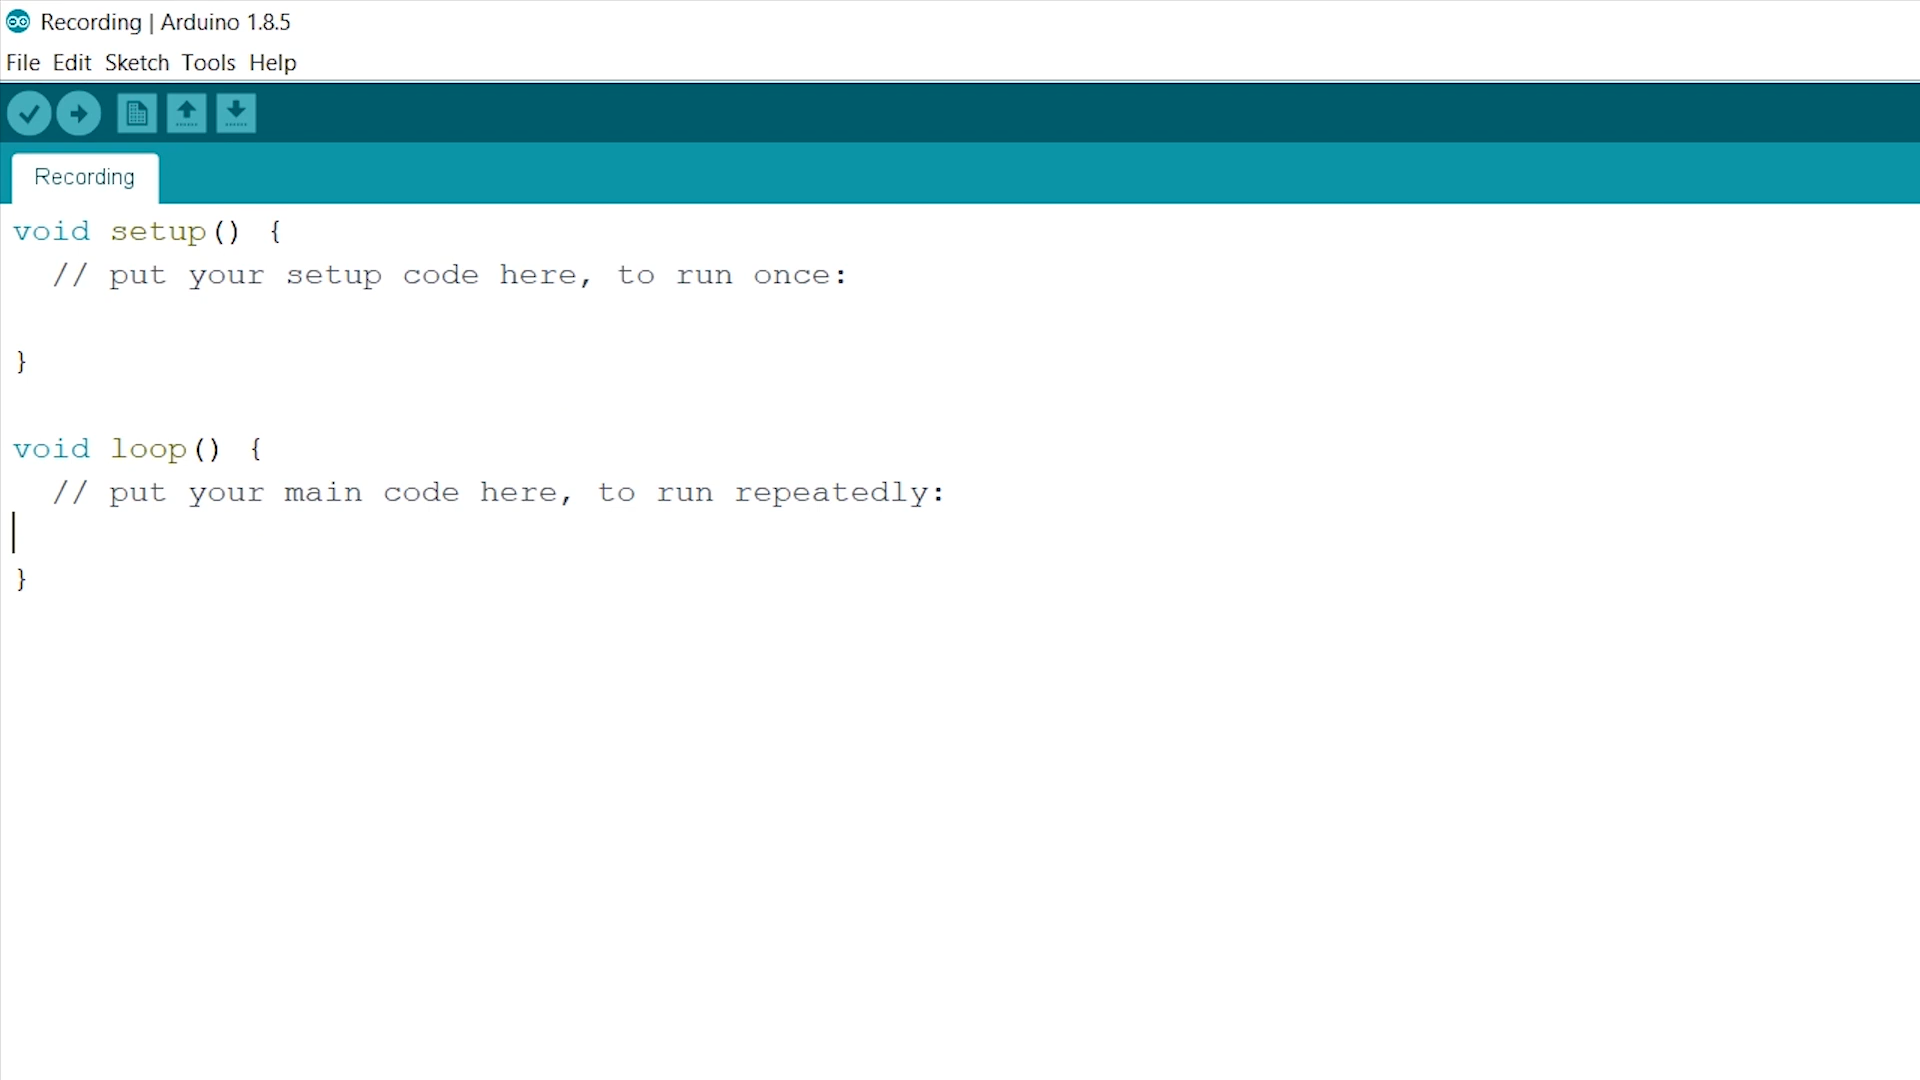 Recording | Arduino 1.8.5
File Edit Sketch Tools Help
Recording
void setup() {
  // put your setup code here, to run once:

}

void loop() {
  // put your main code here, to run repeatedly:

}